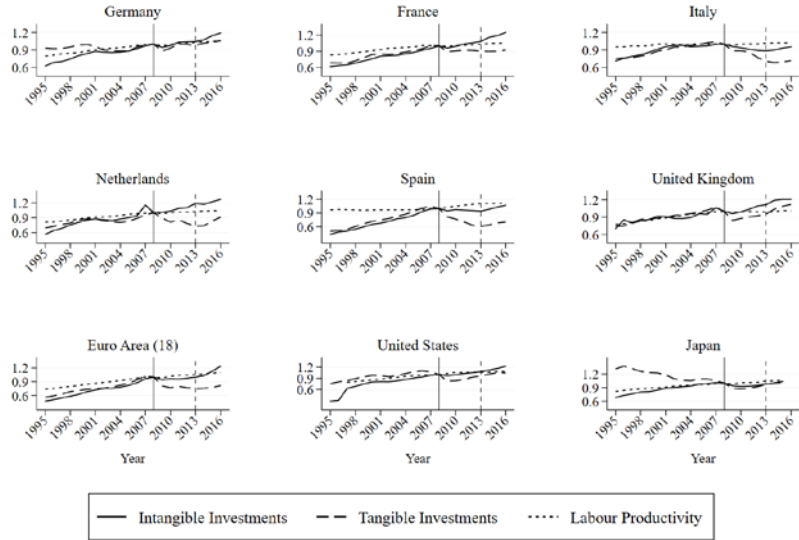 Germany France Italy
1.2 1.2 1.2
0.9 0.9 0.9
0.6 0.6 0.6
1995 1998 2001 2004 2007 2010 2013 2016 1995 1998 2001 2004 2007 2010 2013 2016 1995 1998 2001 2004 2007 2010 2013 2016
Netherlands Spain United Kingdom
1.2 1.2 1.2
0.9 0.9 0.9
0.6 0.6 0.6
1995 1998 2001 2004 2007 2010 2013 2016 1995 1998 2001 2004 2007 2010 2013 2016 1995 1998 2001 2004 2007 2010 2013 2016
Euro Area (18) United States Japan
1.2 1.2 1.2
0.9 0.9 0.9
0.6 0.6 0.6
1995 1998 2001 2004 2007 2010 2013 2016 1995 1998 2001 2004 2007 2010 2013 2016 1995 1998 2001 2004 2007 2010 2013 2016
Year Year Year
Intangible Investments Tangible Investments Labour Productivity